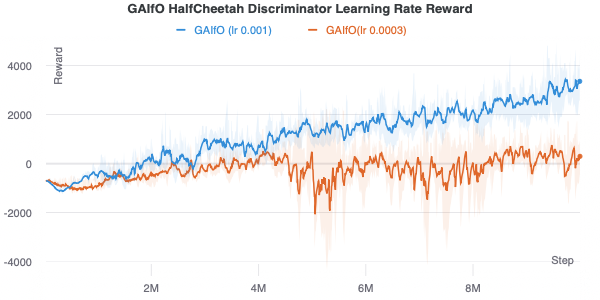 GAIfO HalfCheetah Discriminator Learning Rate Reward
GAIfO (lr 0.001) GAIfO(lr 0.0003)
Reward
4000
2000
0
-2000
-4000
Step
2M 4M 6M 8M